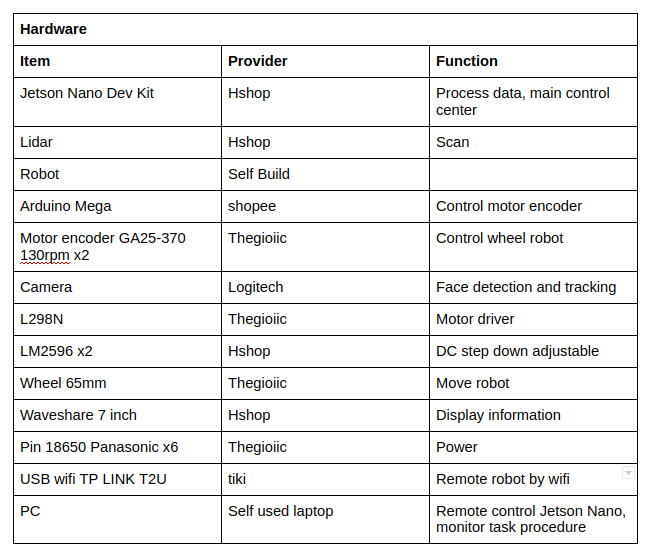 Hardware
Item Provider Function
Jetson Nano Dev Kit Hshop Process data, main control
center
Lidar Hshop Scan
Robot Self Build
Arduino Mega shopee Control motor encoder
Motor encoder GA25-370 Thegioiic Control wheel robot
130rpm x2
Camera Logitech Face detection and tracking
L298N Thegioiic Motor driver
LM2596 x2 Hshop DC step down adjustable
Wheel 65mm Thegioiic Move robot
Waveshare 7 inch Hshop Display information
Pin 18650 Panasonic x6 Thegioiic Power
USB wifi TP LINK T2U tiki Remote robot by wifi
PC Self used laptop Remote control Jetson Nano,
monitor task procedure